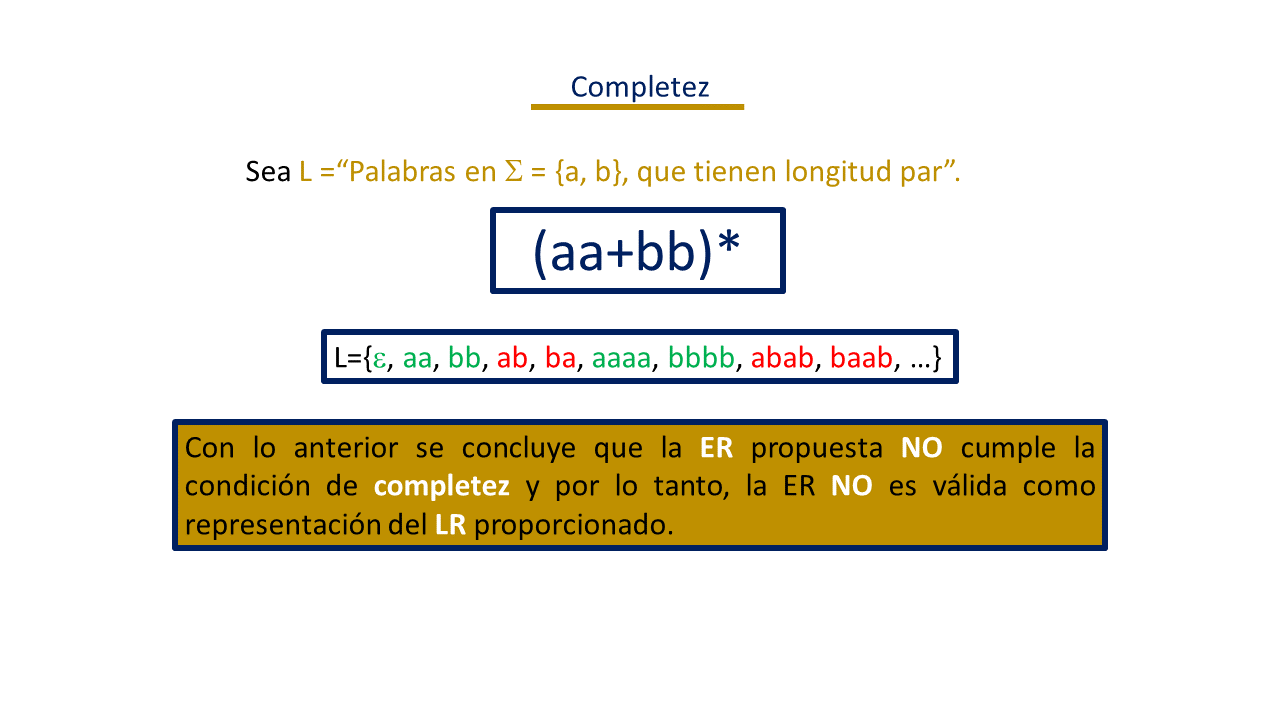 Completez
Sea L =“Palabras en Σ = {a, b}, que tienen longitud par”.
(aa+bb)*
L={ε, aa, bb, ab, ba, aaaa, bbbb, abab, baab, ...}
Con lo anterior se concluye que la ER propuesta NO cumple la
condición de completez y por lo tanto, la ER NO es válida como
representación del LR proporcionado.